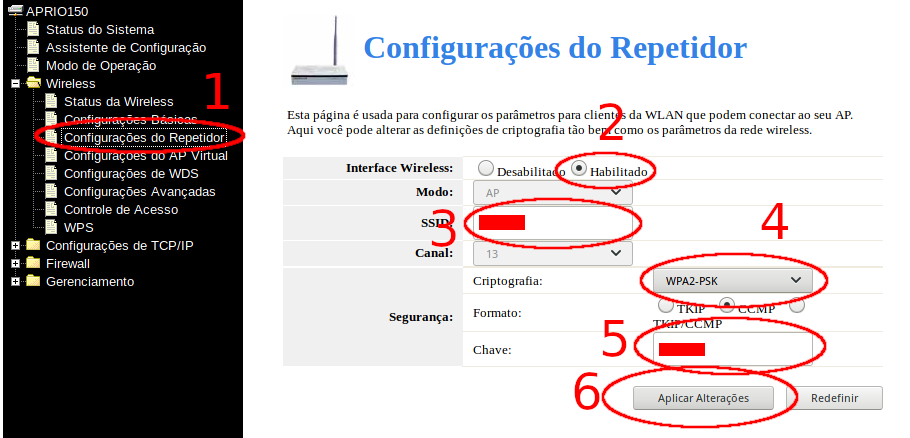 APRIO150
Status do Sistema
Assistente de Configuração
Modo de Operação
Wireless
Status da Wireless
Configurações Básicas
Configurações do Repetidor
Configurações do AP Virtual
Configurações de WDS
Configurações Avançadas
Controle de Acesso
WPS
Configurações de TCP/IP
Firewall
Gerenciamento
1
Configurações do Repetidor
Esta página é usada para configurar os parâmetros para clientes da WLAN que podem conectar ao seu AP.
Aqui você pode alterar as definições de criptografia tão bem como os parâmetros da rede wireless.
2
Interface Wireless: Desabilitado Habilitado
Modo: AP
3 SSID:
4
Canal: 13
Criptografia: WPA2-PSK
Segurança:
Formato: TKIP CCMP
TKIP/CCMP
5
Chave:
6
Aplicar Alterações Redefinir